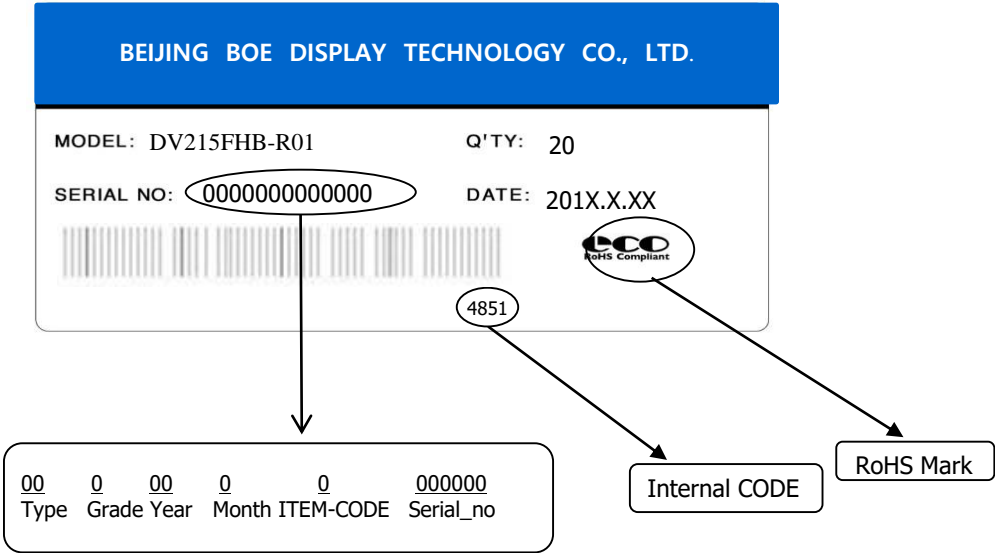 BEIJING BOE DISPLAY TECHNOLOGY CO., LTD.
MODEL: DV215FHB-R01 Q'TY: 20
SERIAL NO: 0000000000000 DATE: 201X.X.XX
eco
RoHS Compliant
4851
00 0 00 0 0 000000
Type Grade Year Month ITEM-CODE Serial_no
Internal CODE
RoHS Mark